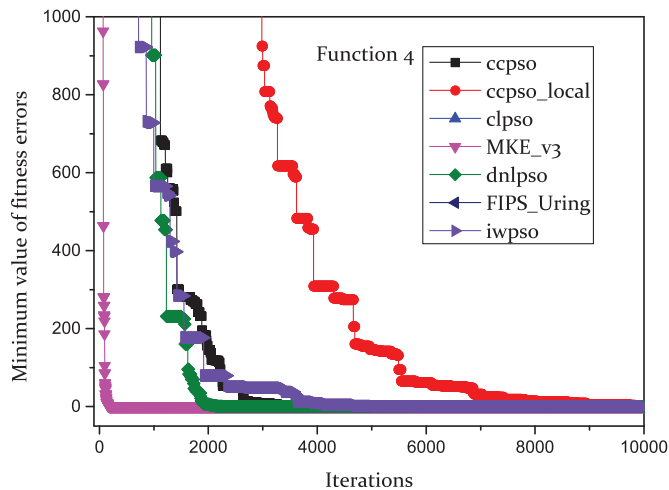 1000
800
600
400
200
0
Minimum value of fitness errors
Function 4
ccpso
ccpso_local
clpso
MKE_v3
dnlpso
FIPS_Uring
iwpso
0 2000 4000 6000 8000 10000
Iterations